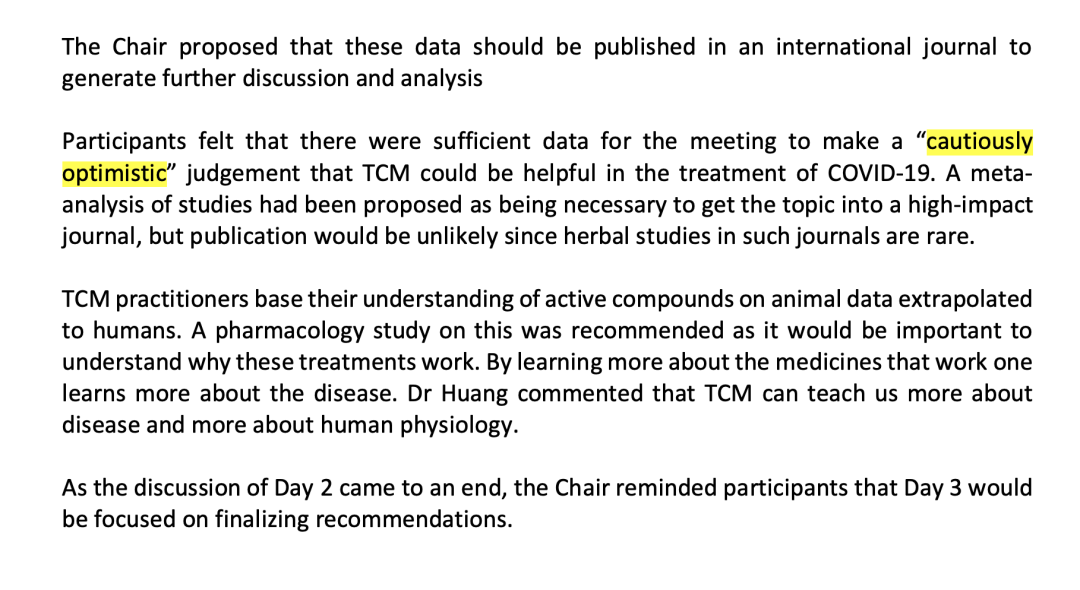 The Chair proposed that these data should be published in an international journal to
generate further discussion and analysis
Participants felt that there were sufficient data for the meeting to make a “cautiously
optimistic” judgement that TCM could be helpful in the treatment of COVID-19. A meta-
analysis of studies had been proposed as being necessary to get the topic into a high-impact
journal, but publication would be unlikely since herbal studies in such journals are rare.
TCM practitioners base their understanding of active compounds on animal data extrapolated
to humans. A pharmacology study on this was recommended as it would be important to
understand why these treatments work. By learning more about the medicines that work one
learns more about the disease. Dr Huang commented that TCM can teach us more about
disease and more about human physiology.
As the discussion of Day 2 came to an end, the Chair reminded participants that Day 3 would
be focused on finalizing recommendations.